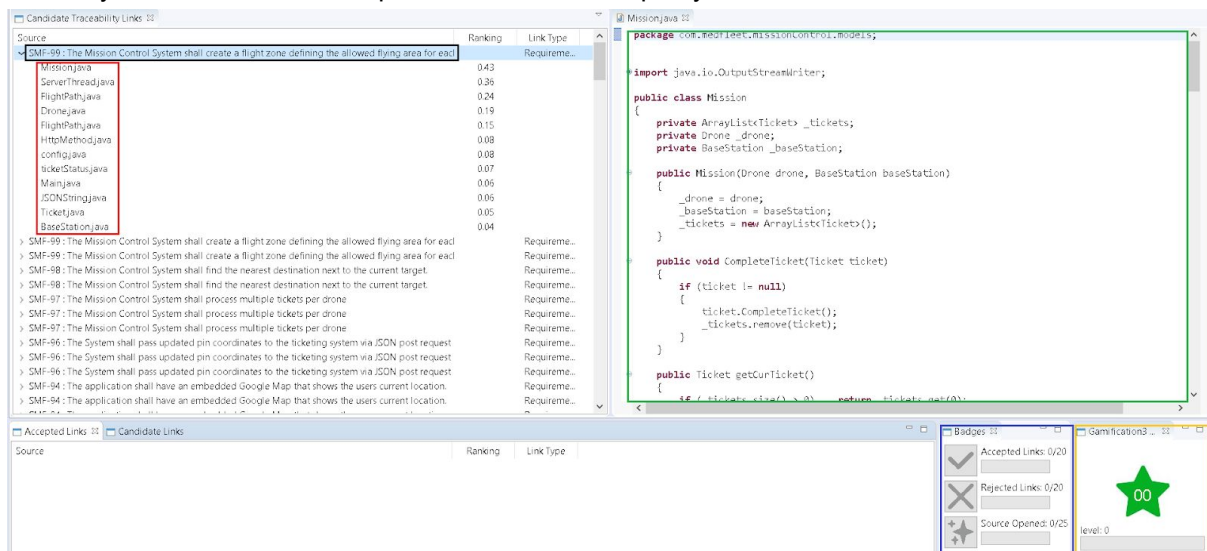 Candidate Traceability Links
Source Ranking Link Type
SMF-99 : The Mission Control System shall create a flight zone defining the allowed flying area for eacl Requireme...
Mission.java 0.43
ServerThread.java 0.36
FlightPath.java 0.24
Drone.java 0.19
FlightPath.java 0.15
HttpMethod.java 0.08
config.java 0.08
ticketStatus.java 0.07
Main.java 0.06
JSONString.java 0.06
Ticket.java 0.05
BaseStation.java 0.04
SMF-99 : The Mission Control System shall create a flight zone defining the allowed flying area for eacl Requireme...
SMF-99 : The Mission Control System shall create a flight zone defining the allowed flying area for eacl Requireme...
SMF-98 : The Mission Control System shall find the nearest destination next to the current target. Requireme...
SMF-98 : The Mission Control System shall find the nearest destination next to the current target. Requireme...
SMF-97 : The Mission Control System shall process multiple tickets per drone Requireme...
SMF-97 : The Mission Control System shall process multiple tickets per drone Requireme...
SMF-97 : The Mission Control System shall process multiple tickets per drone Requireme...
SMF-96 : The System shall pass updated pin coordinates to the ticketing system via JSON post request Requireme...
SMF-96 : The System shall pass updated pin coordinates to the ticketing system via JSON post request Requireme...
SMF-96 : The System shall pass updated pin coordinates to the ticketing system via JSON post request Requireme...
SMF-94 : The application shall have an embedded Google Map that shows the users current location. Requireme...
SMF-94 : The application shall have an embedded Google Map that shows the users current location. Requireme...
Mission.java
package com.medfleet.missionControl.models;
import java.io.OutputStreamWriter;
public class Mission
{
private ArrayList<Ticket> _tickets;
private Drone _drone;
private BaseStation _baseStation;
public Mission(Drone drone, BaseStation baseStation)
{
_drone = drone;
_baseStation = baseStation;
_tickets = new ArrayList<Ticket>();
}
public void CompleteTicket(Ticket ticket)
{
if (ticket != null)
{
ticket.CompleteTicket();
_tickets.remove(ticket);
}
}
public Ticket getCurTicket()
{
if (_tickets.size() > 0) return _tickets.get(0);
Accepted Links Candidate Links
Source Ranking Link Type
Badges
Accepted Links: 0/20
Rejected Links: 0/20
Source Opened: 0/25
Gamification3 ...
00
level: 0